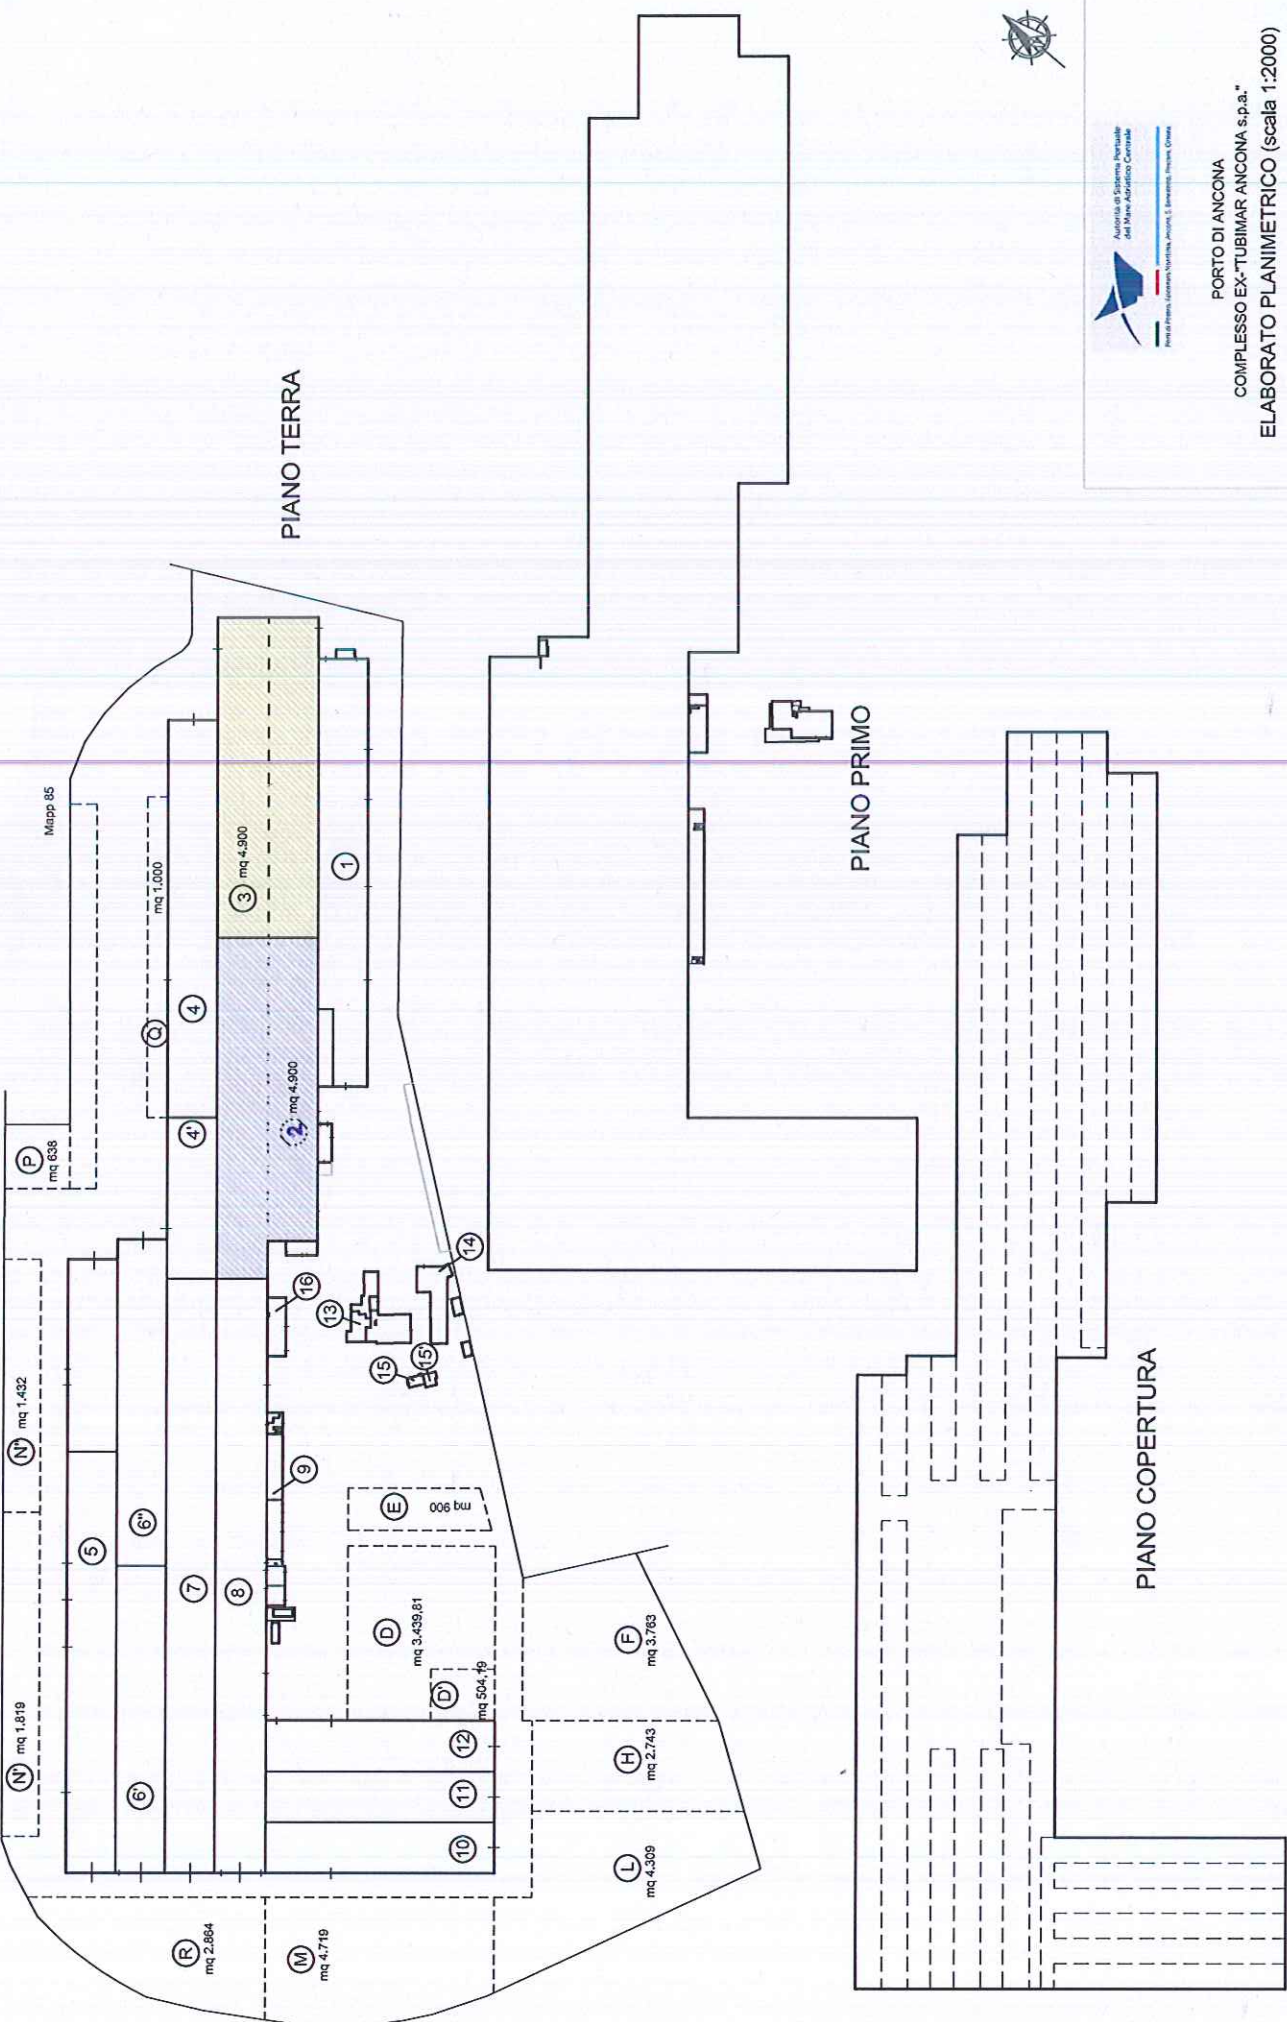 PIANO TERRA
Mapp 85
P
mq 638
mq 1.000
Q
4
4'
3 mq 4.900
2 mq 4.900
1
N" mq 1.432
N' mq 1.819
5
6"
6'
7
8
16
13
14
15
15'
9
E
mq 900
D
mq 3.439,81
D'
mq 504,19
12
11
10
F
mq 3.763
H
mq 2.743
L
mq 4.309
R
mq 2.864
M
mq 4.719
PIANO PRIMO
PIANO COPERTURA
Autorità di Sistema Portuale
del Mare Adriatico Centrale
PORTO DI ANCONA
COMPLESSO EX-"TUBIMAR ANCONA s.p.a."
ELABORATO PLANIMETRICO (scala 1:2000)